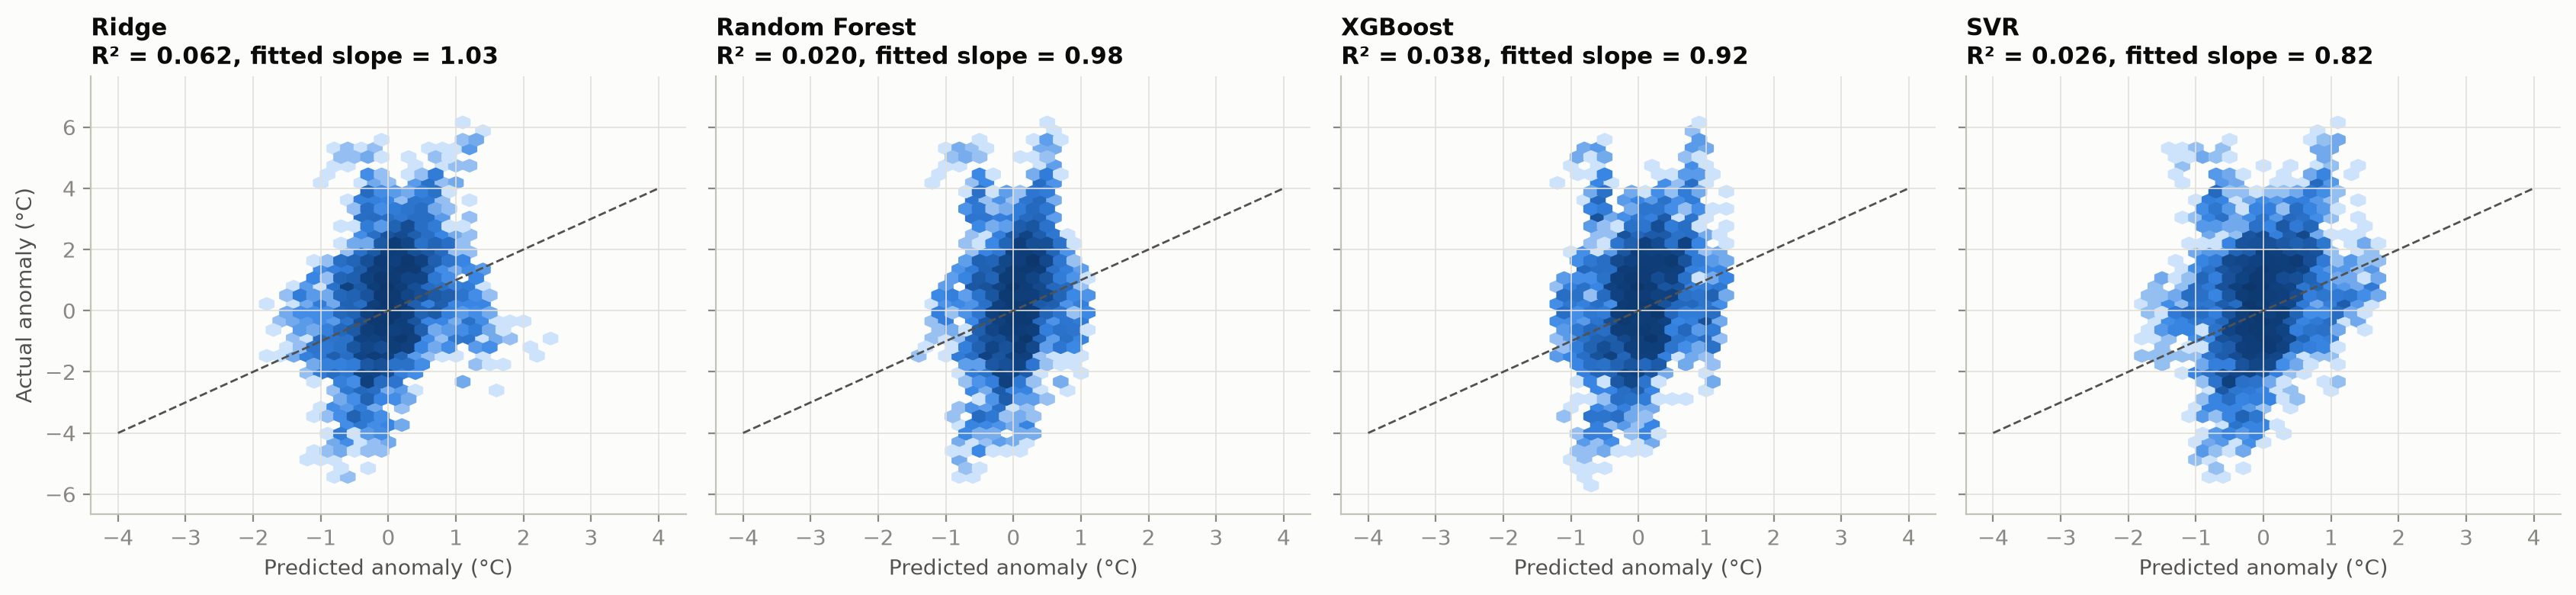 Ridge
R² = 0.062, fitted slope = 1.03
Random Forest
R² = 0.020, fitted slope = 0.98
XGBoost
R² = 0.038, fitted slope = 0.92
SVR
R² = 0.026, fitted slope = 0.82
Actual anomaly (°C)
6
4
2
0
−2
−4
−6
−4 −3 −2 −1 0 1 2 3 4
Predicted anomaly (°C)
−4 −3 −2 −1 0 1 2 3 4
Predicted anomaly (°C)
−4 −3 −2 −1 0 1 2 3 4
Predicted anomaly (°C)
−4 −3 −2 −1 0 1 2 3 4
Predicted anomaly (°C)